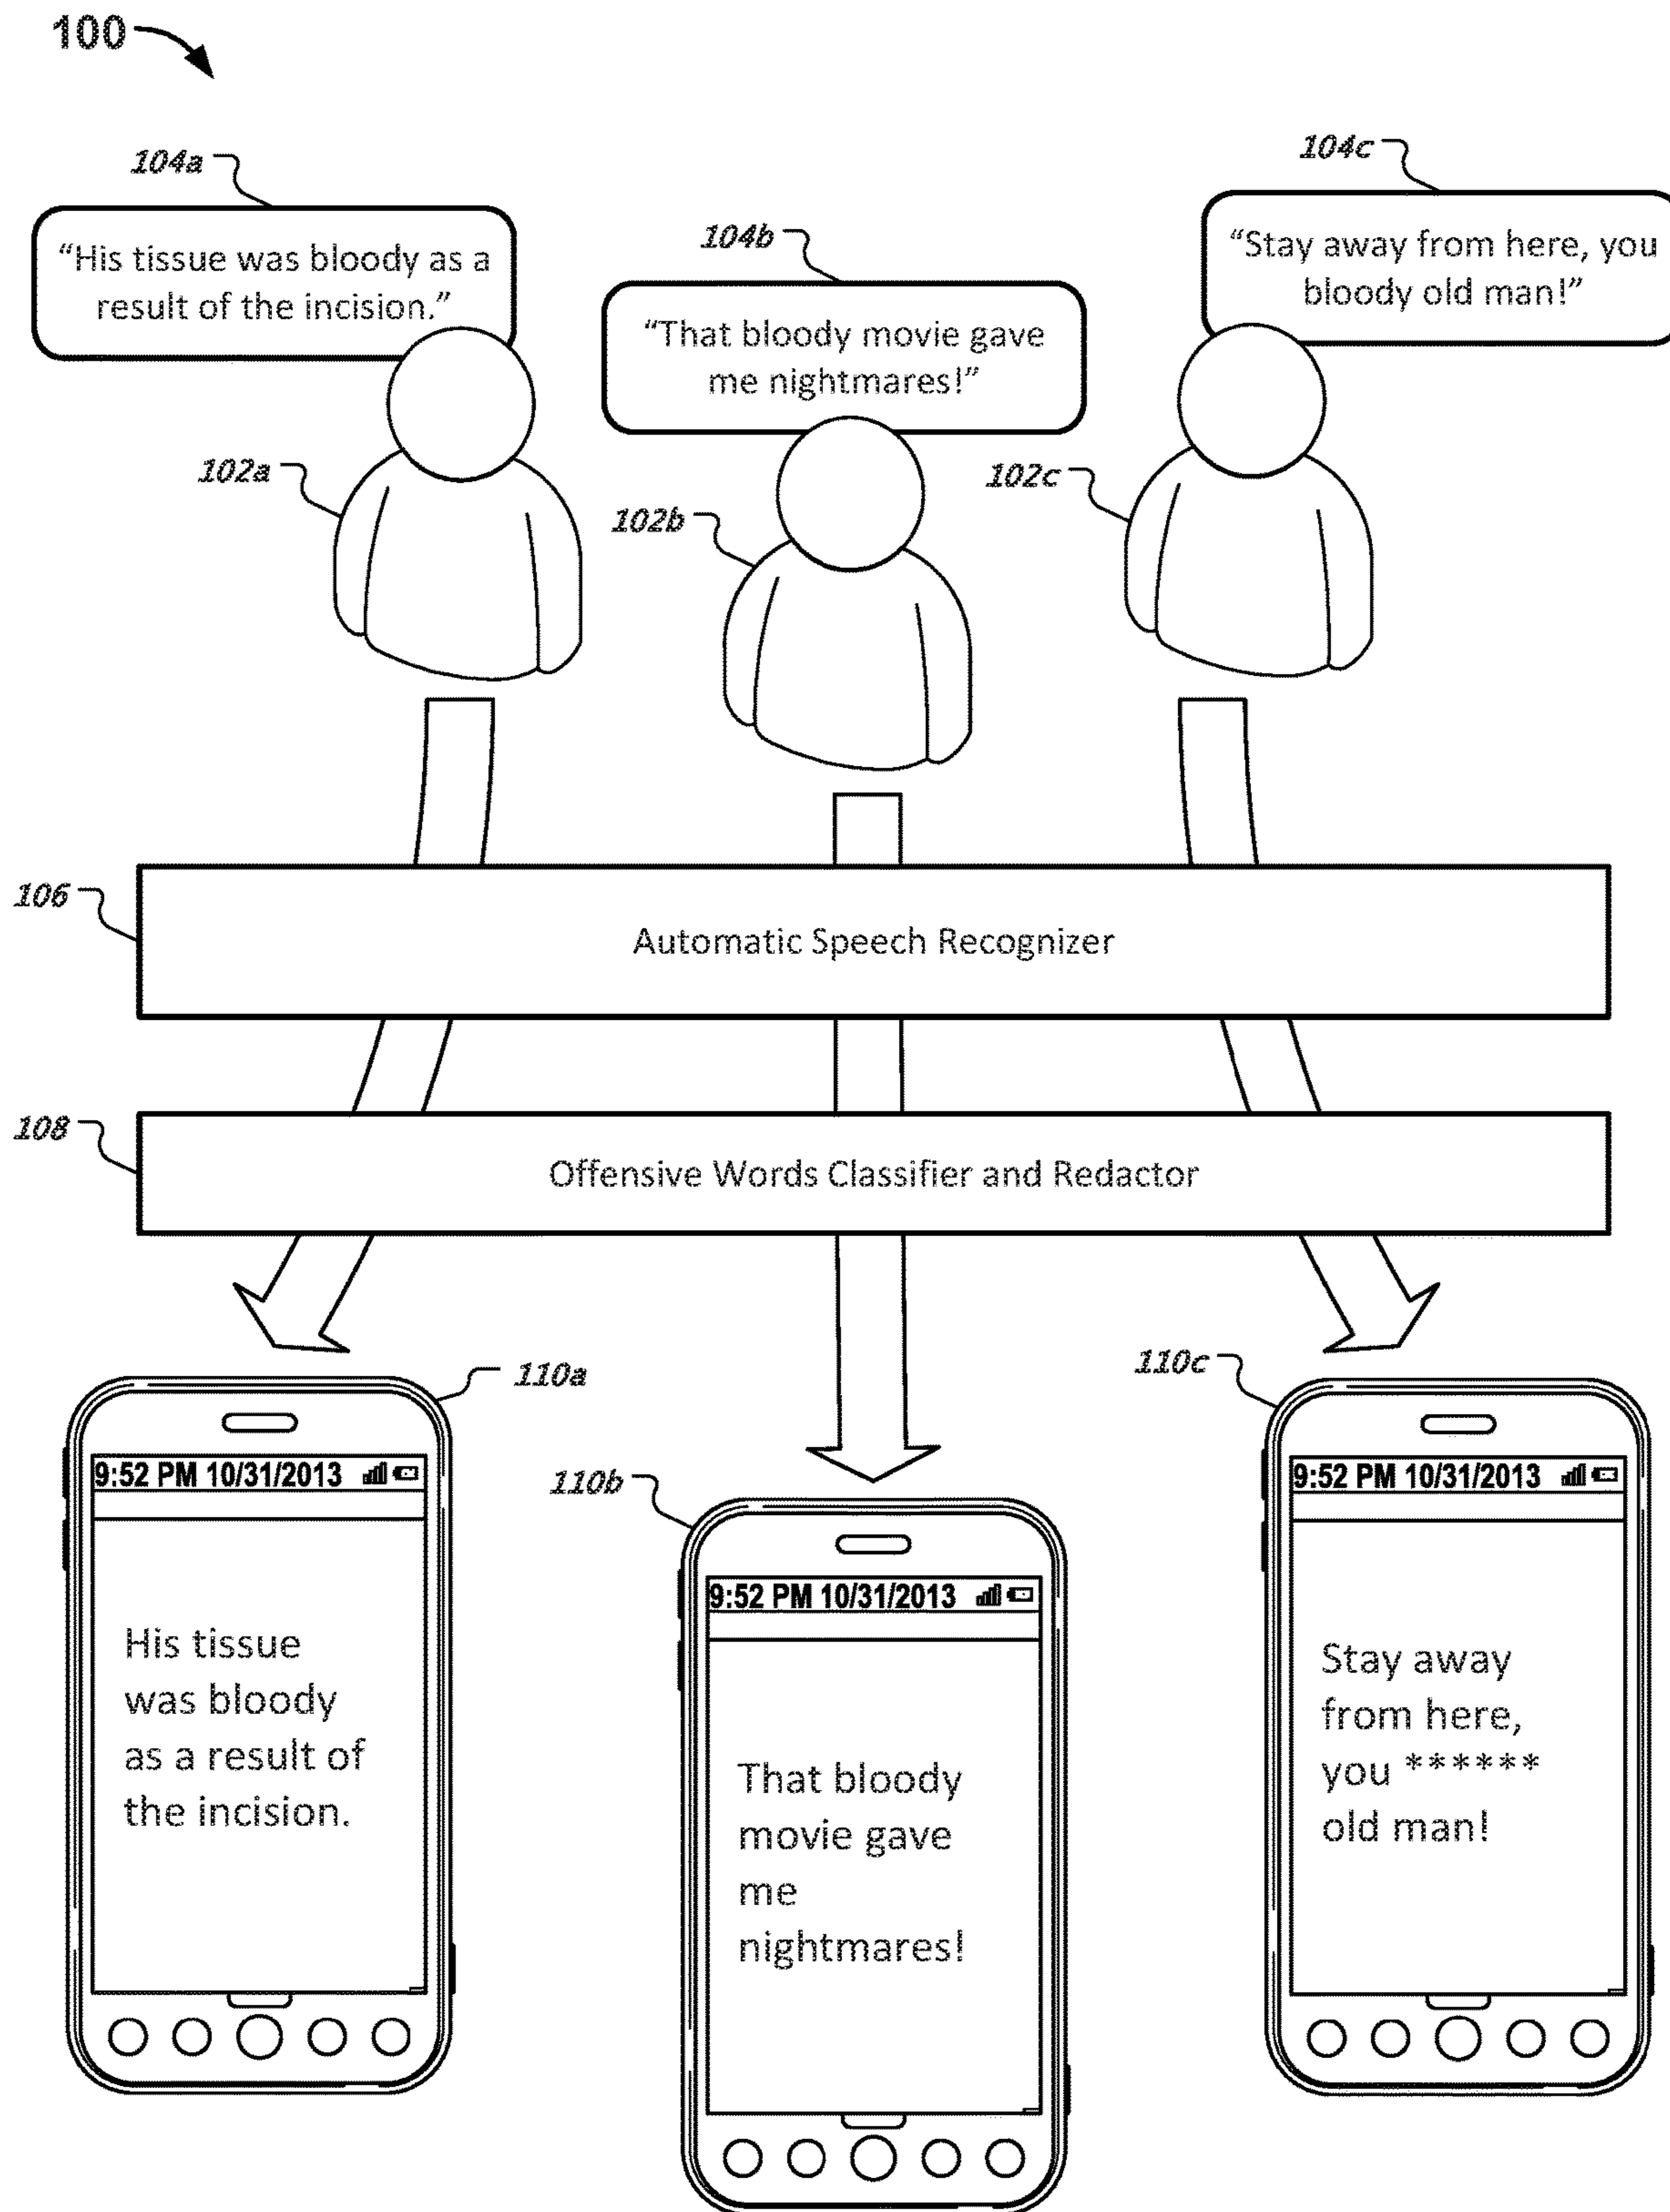 100
104a
“His tissue was bloody as a
result of the incision.”
104b
“That bloody movie gave
me nightmares!”
104c
“Stay away from here, you
bloody old man!”
102a
102b
102c
106
Automatic Speech Recognizer
108
Offensive Words Classifier and Redactor
110a
9:52 PM 10/31/2013
His tissue
was bloody
as a result of
the incision.
110b
9:52 PM 10/31/2013
That bloody
movie gave
me
nightmares!
110c
9:52 PM 10/31/2013
Stay away
from here,
you ******
old man!